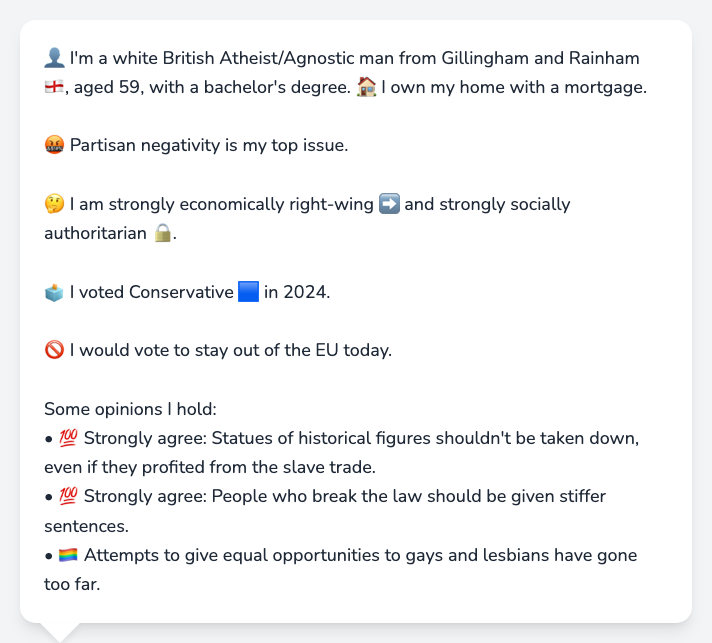 👤 I'm a white British Atheist/Agnostic man from Gillingham and Rainham
🏴󠁧󠁢󠁥󠁮󠁧󠁿, aged 59, with a bachelor's degree. 🏠 I own my home with a mortgage.
🤬 Partisan negativity is my top issue.
🤔 I am strongly economically right-wing ➡️ and strongly socially
authoritarian 🔒.
🗳️ I voted Conservative 🟦 in 2024.
🚫 I would vote to stay out of the EU today.
Some opinions I hold:
• 💯 Strongly agree: Statues of historical figures shouldn't be taken down,
even if they profited from the slave trade.
• 💯 Strongly agree: People who break the law should be given stiffer
sentences.
• 🏳️‍🌈 Attempts to give equal opportunities to gays and lesbians have gone
too far.